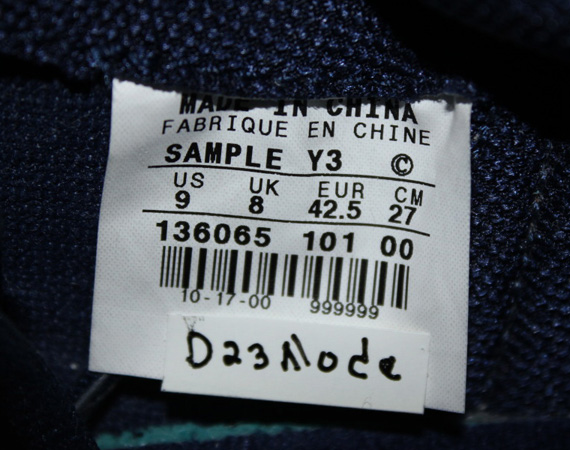 MADE IN CHINA
FABRIQUE EN CHINE
SAMPLE Y3 ©
US UK EUR CM
9 8 42.5 27
136065 101 00
10-17-00 999999
D23Mode